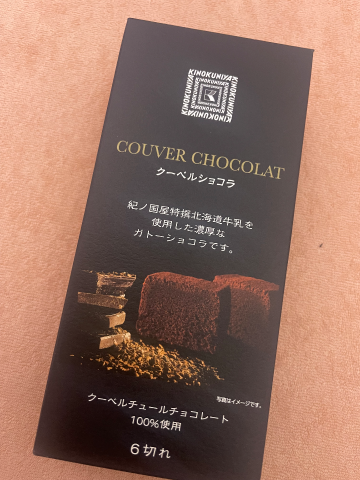 KINOKUNIYA
COUVER CHOCOLAT
クーベルショコラ
紀ノ国屋特撰北海道牛乳を
使用した濃厚な
ガトーショコラです。
写真はイメージです。
クーベルチュールチョコレート
100%使用
6切れ